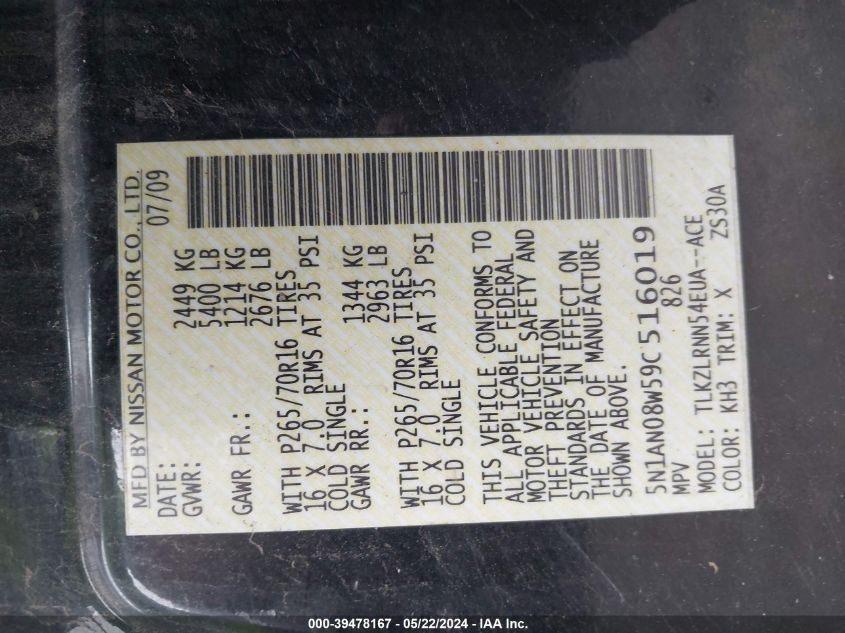 MFD BY NISSAN MOTOR CO., LTD.
DATE: 07/09
GVWR: 2449 KG
5400 LB
GAWR FR.: 1214 KG
2676 LB
WITH P265/70R16 TIRES
16 X 7.0 RIMS AT 35 PSI
COLD SINGLE
GAWR RR.: 1344 KG
2963 LB
WITH P265/70R16 TIRES
16 X 7.0 RIMS AT 35 PSI
COLD SINGLE
THIS VEHICLE CONFORMS TO
ALL APPLICABLE FEDERAL
MOTOR VEHICLE SAFETY AND
THEFT PREVENTION
STANDARDS IN EFFECT ON
THE DATE OF MANUFACTURE
SHOWN ABOVE.
5N1AN08W59C516019
MPV 826
MODEL: TLKZLRNN54EUA--ACE
COLOR: KH3 TRIM: X ZS30A
000-39478167 - 05/22/2024 - IAA Inc.